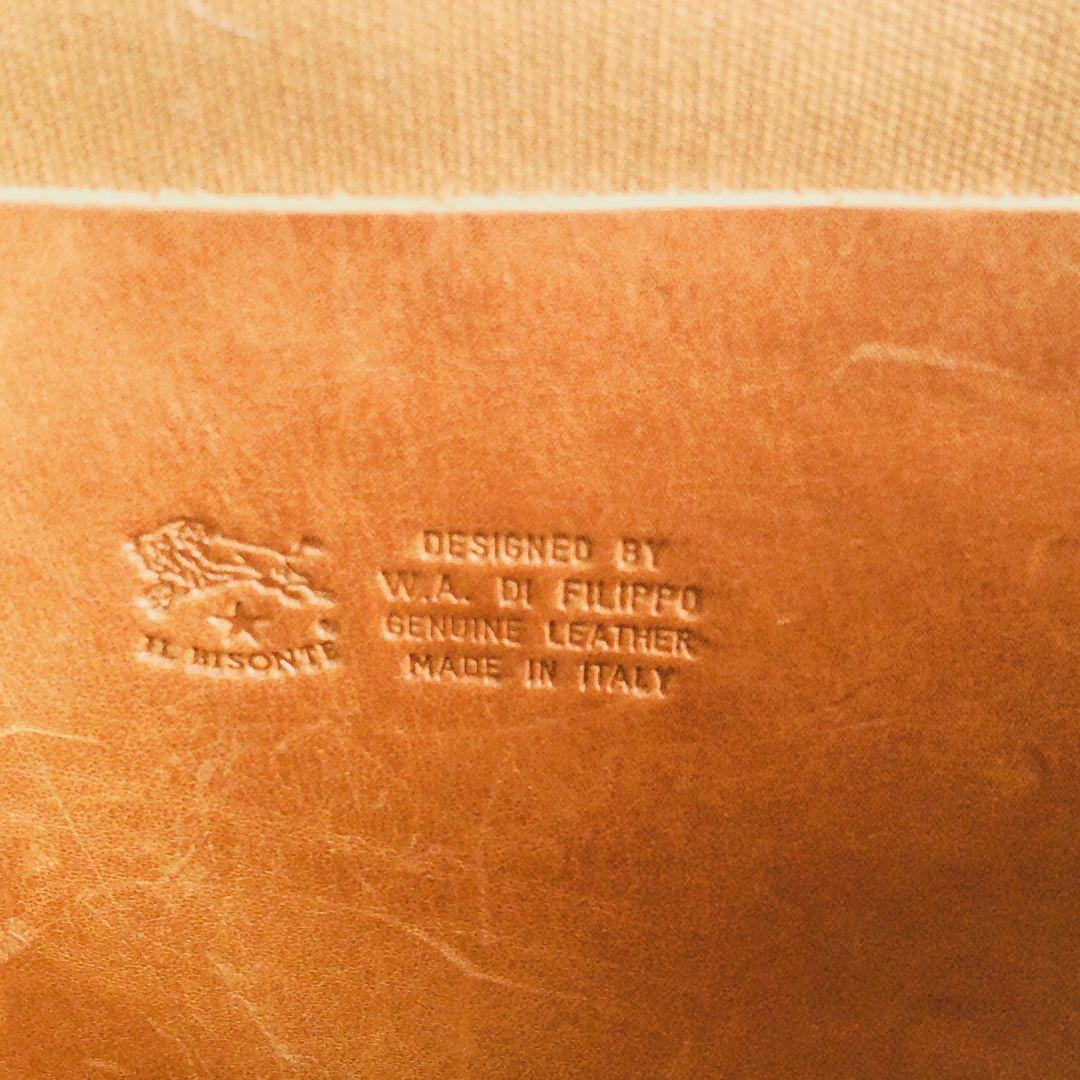 IL BISONTE
DESIGNED BY
W.A. DI FILIPPO
GENUINE LEATHER
MADE IN ITALY